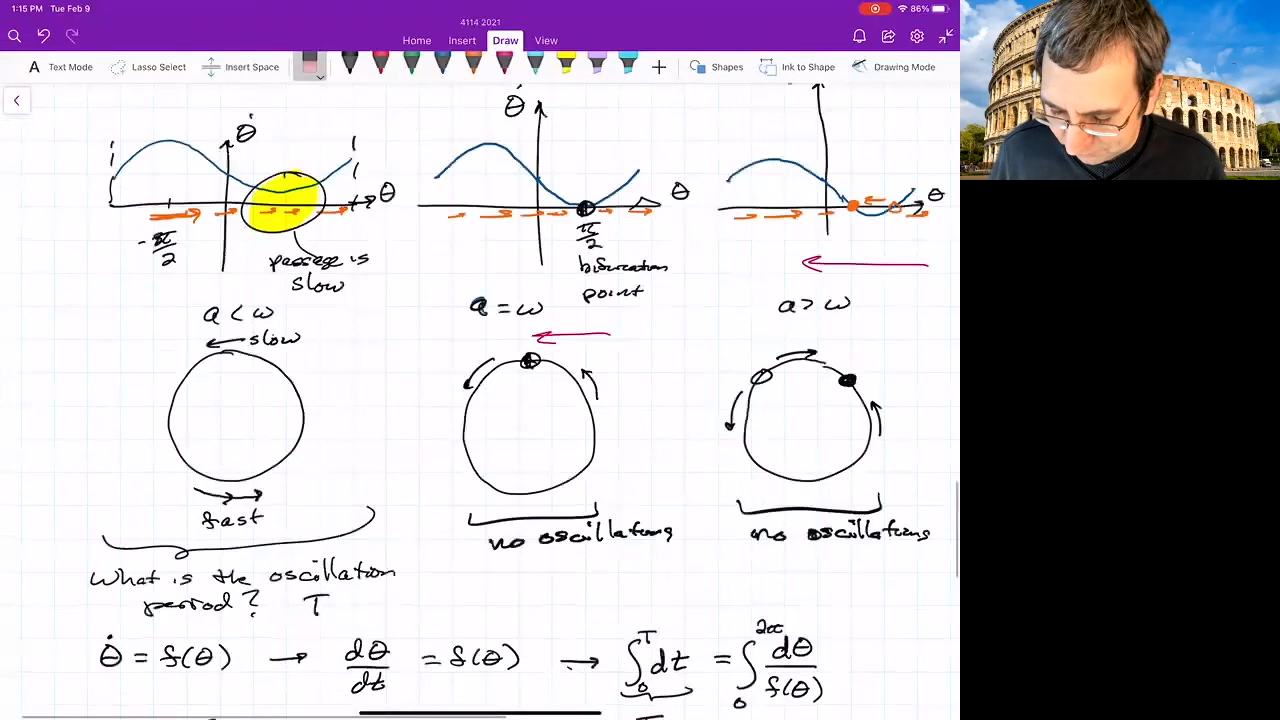 1:15 PM Tue Feb 9
86%
4114 2021
Home Insert Draw View
A Text Mode Lasso Select Insert Space Shapes Ink to Shape Drawing Mode
θ̇
θ
-π/2
passage is
slow
θ̇
θ
π/2
bifurcation
point
θ
a < ω
a = ω
a > ω
slow
fast
no oscillations
no oscillations
What is the oscillation
period? T
θ̇ = f(θ) → dθ/dt = f(θ) → ∫₀ᵀ dt = ∫₀^2π dθ/f(θ)